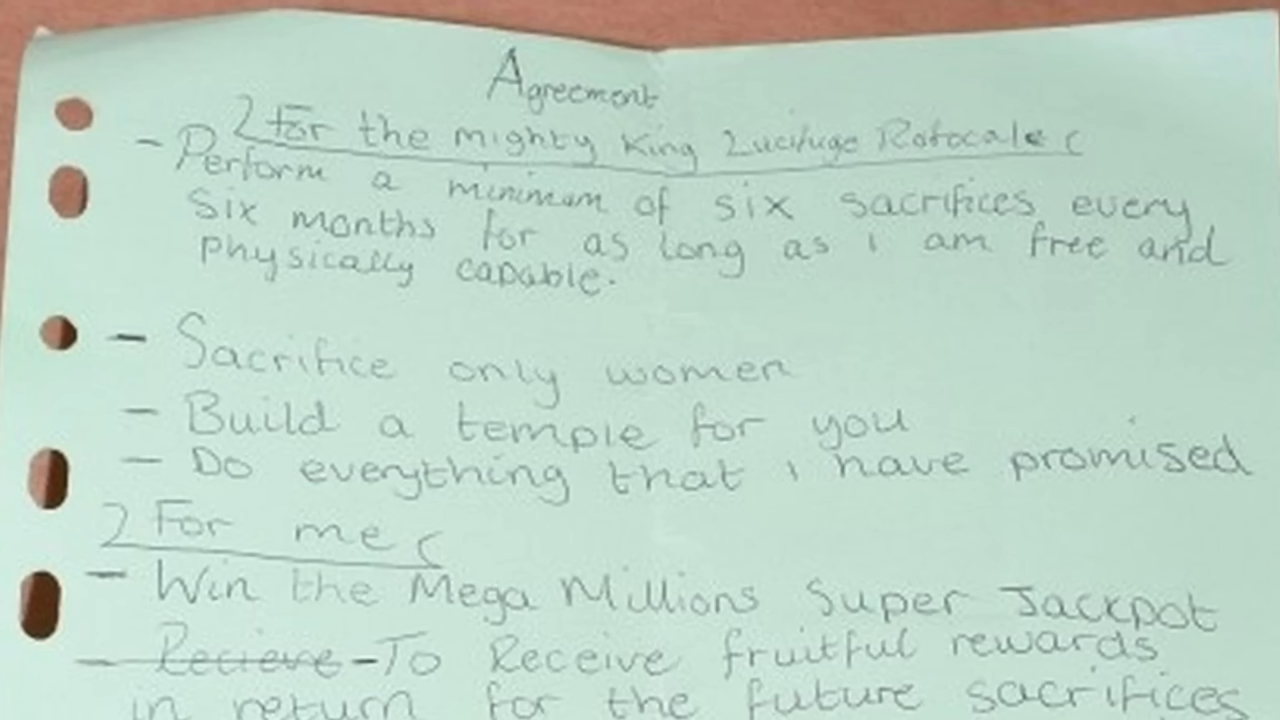 Agreement
For the mighty king Lucifuge Rofocale
- Perform a minimum of six sacrifices every
Six months for as long as i am free and
physically capable.
- Sacrifice only women
- Build a temple for you
- Do everything that i have promised
For me
- Win the Mega Millions Super Jackpot
- Recieve - To Receive fruitful rewards
in return for the future sacrifices